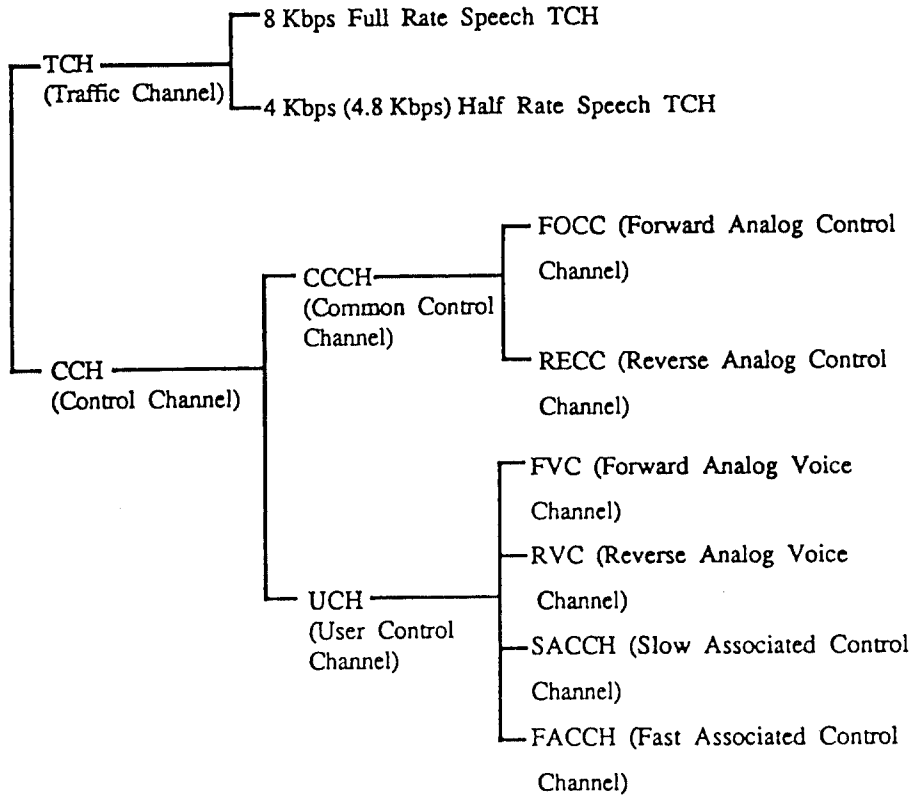 8 Kbps Full Rate Speech TCH
TCH
(Traffic Channel)
4 Kbps (4.8 Kbps) Half Rate Speech TCH
FOCC (Forward Analog Control
Channel)
CCCH
(Common Control
Channel)
RECC (Reverse Analog Control
Channel)
CCH
(Control Channel)
FVC (Forward Analog Voice
Channel)
RVC (Reverse Analog Voice
Channel)
UCH
(User Control
Channel)
SACCH (Slow Associated Control
Channel)
FACCH (Fast Associated Control
Channel)